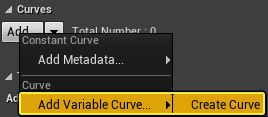 Curves
Add... Total Number : 0
Constant Curve
Add Metadata...
Curve
Add Variable Curve... Create Curve